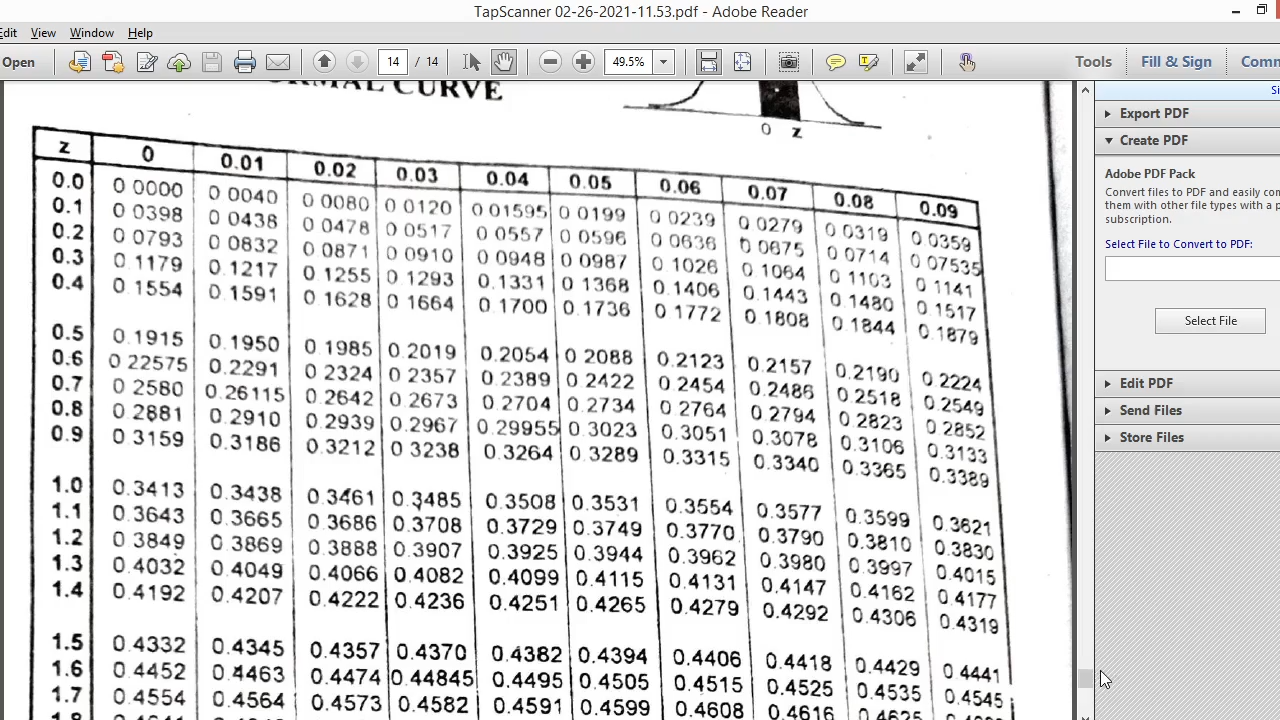 TapScanner 02-26-2021-11.53.pdf - Adobe Reader
Edit View Window Help
Open 14 / 14 49.5% Tools Fill & Sign Comm
RMAL CURVE
0 z
z 0 0.01 0.02 0.03 0.04 0.05 0.06 0.07 0.08 0.09
0.0 0 0000 0 0040 0 0080 0 0120 0 01595 0 0199 0 0239 0 0279 0 0319 0 0359
0.1 0 0398 0 0438 0 0478 0 0517 0 0557 0 0596 0 0636 0 0675 0 0714 0 07535
0.2 0 0793 0 0832 0 0871 0 0910 0 0948 0 0987 0 1026 0 1064 0 1103 0 1141
0.3 0.1179 0.1217 0 1255 0 1293 0.1331 0 1368 0 1406 0 1443 0 1480 0 1517
0.4 0 1554 0.1591 0 1628 0 1664 0.1700 0.1736 0 1772 0.1808 0 1844 0.1879
0.5 0.1915 0.1950 0 1985 0.2019 0.2054 0 2088 0.2123 0.2157 0.2190 0.2224
0.6 0 22575 0.2291 0 2324 0 2357 0.2389 0.2422 0.2454 0.2486 0.2518 0.2549
0.7 0 2580 0.26115 0 2642 0.2673 0.2704 0.2734 0.2764 0.2794 0.2823 0.2852
0.8 0.2881 0.2910 0.2939 0.2967 0.29955 0.3023 0.3051 0.3078 0.3106 0.3133
0.9 0.3159 0.3186 0.3212 0 3238 0.3264 0.3289 0.3315 0.3340 0.3365 0.3389
1.0 0.3413 0.3438 0.3461 0.3485 0.3508 0.3531 0.3554 0.3577 0.3599 0.3621
1.1 0.3643 0.3665 0.3686 0.3708 0.3729 0.3749 0.3770 0.3790 0.3810 0.3830
1.2 0.3849 0.3869 0.3888 0.3907 0.3925 0.3944 0.3962 0.3980 0.3997 0.4015
1.3 0.4032 0.4049 0.4066 0.4082 0.4099 0.4115 0.4131 0.4147 0.4162 0.4177
1.4 0.4192 0.4207 0.4222 0.4236 0.4251 0.4265 0.4279 0.4292 0.4306 0.4319
1.5 0.4332 0.4345 0.4357 0.4370 0.4382 0.4394 0.4406 0.4418 0.4429 0.4441
1.6 0.4452 0.4463 0.4474 0.44845 0.4495 0.4505 0.4515 0.4525 0.4535 0.4545
1.7 0.4554 0.4564 0.4573 0.4582 0.4591 0.4599 0.4608 0.4616 0.4625
Export PDF
Create PDF
Adobe PDF Pack
Convert files to PDF and easily com
them with other file types with a p
subscription.
Select File to Convert to PDF:
Select File
Edit PDF
Send Files
Store Files